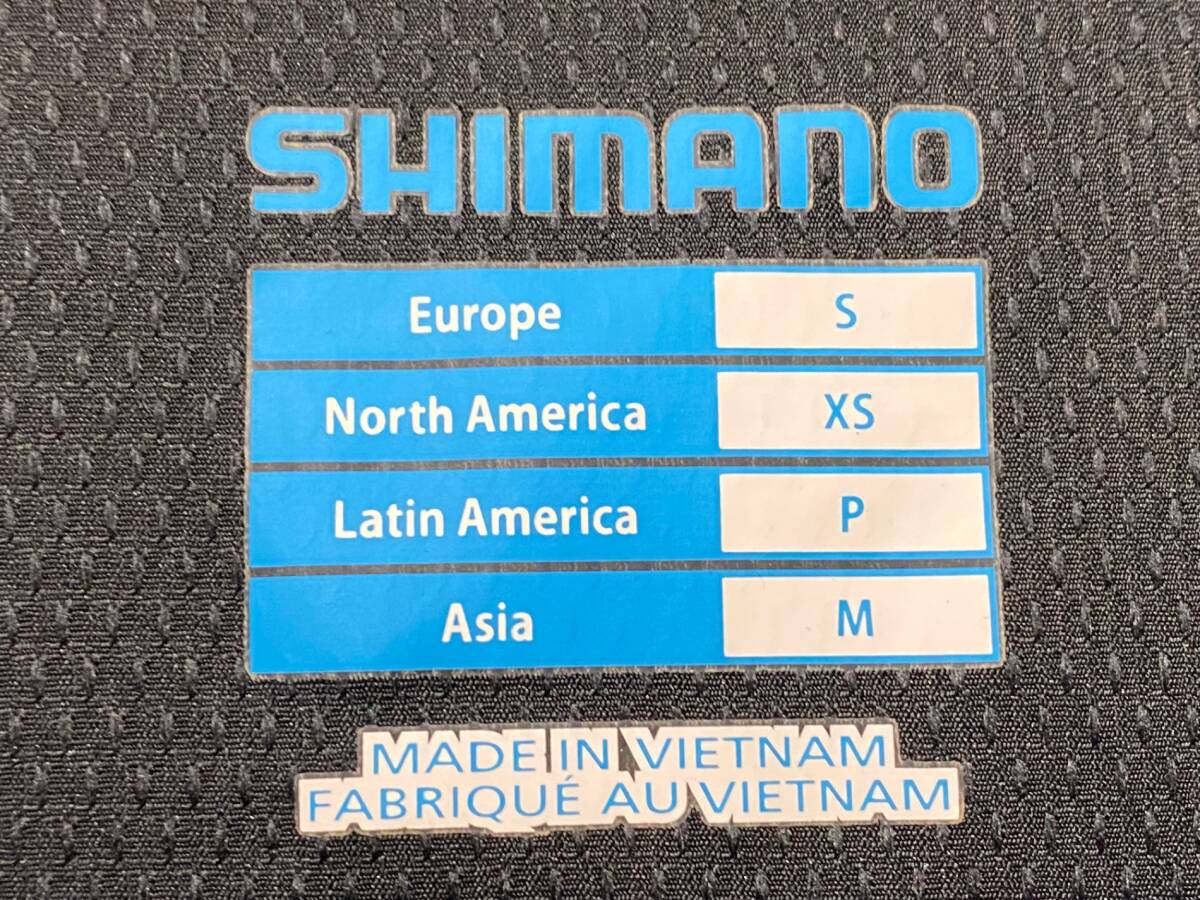 SHIMANO
Europe S
North America XS
Latin America P
Asia M
MADE IN VIETNAM
FABRIQUÉ AU VIETNAM